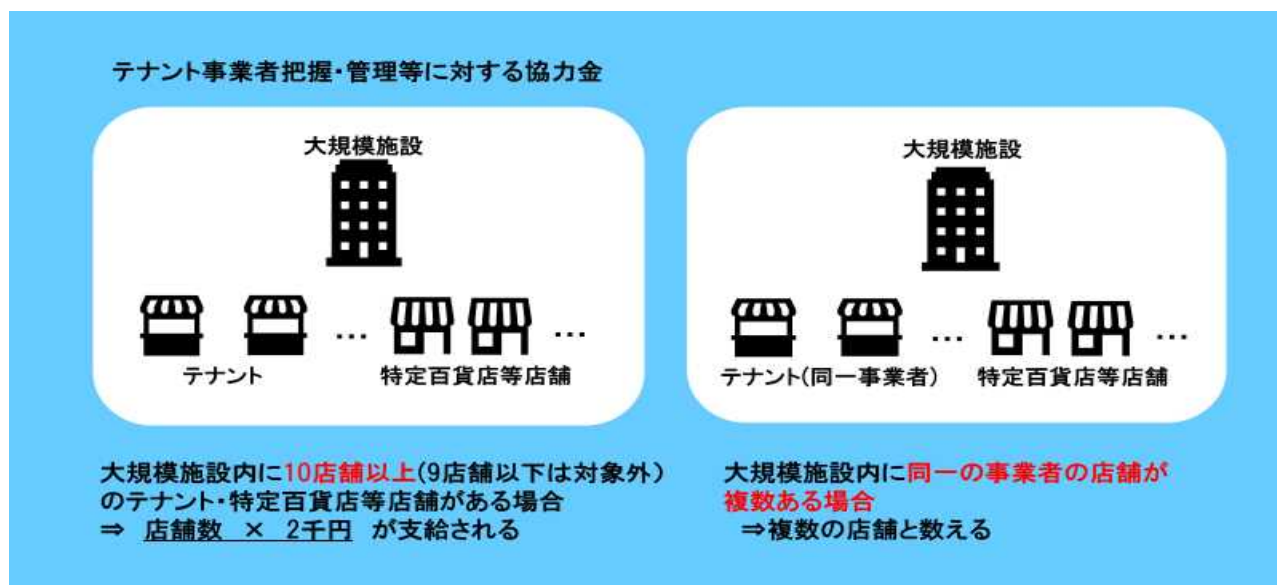 テナント事業者把握・管理等に対する協力金
大規模施設
… …
テナント 特定百貨店等店舗
大規模施設内に10店舗以上(9店舗以下は対象外)
のテナント・特定百貨店等店舗がある場合
⇒ 店舗数 × 2千円 が支給される
大規模施設
… …
テナント(同一事業者) 特定百貨店等店舗
大規模施設内に同一の事業者の店舗が
複数ある場合
⇒複数の店舗と数える